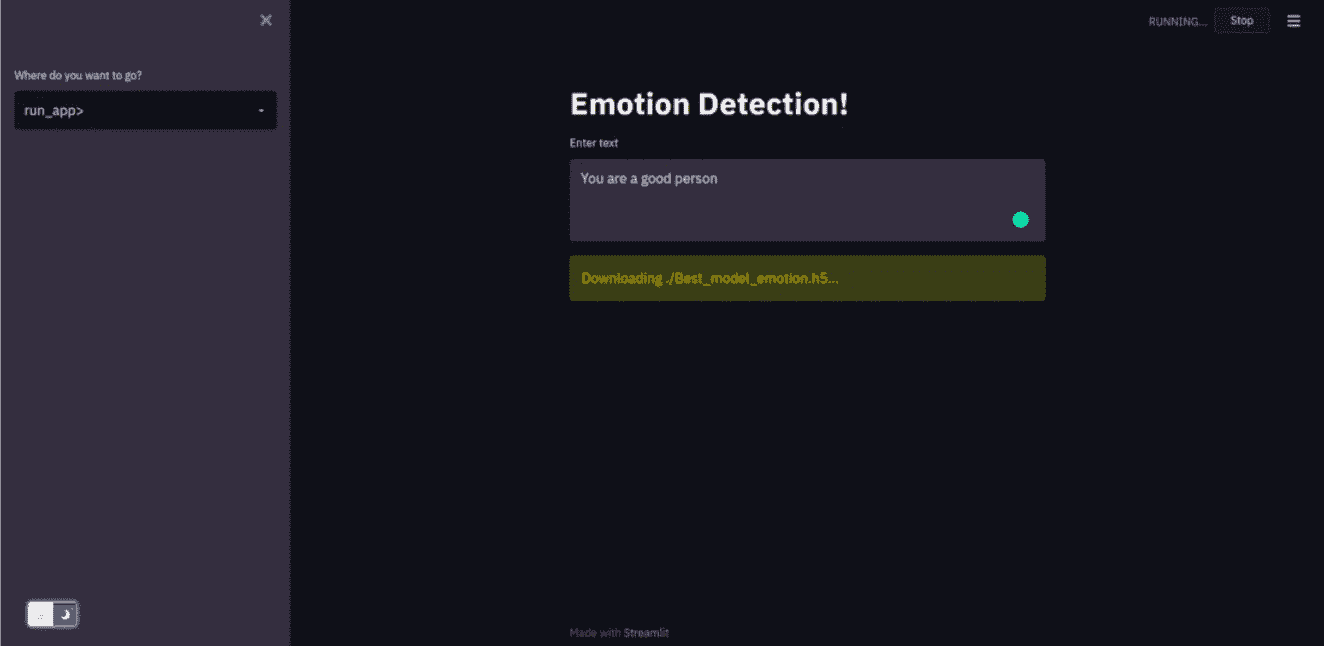 Where do you want to go?
run_app>
RUNNING...
Stop
Emotion Detection!
Enter text
You are a good person
Downloading ./Best_model_emotion.h5...
Made with Streamlit